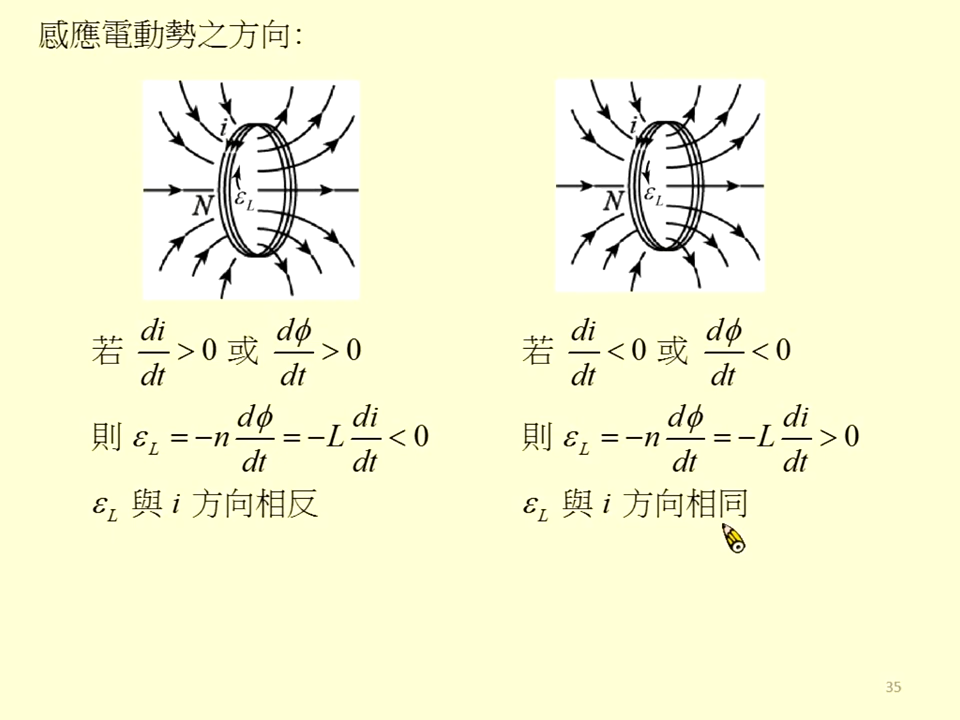 感應電動勢之方向:
i
N ε_L
i
N ε_L
若 di/dt > 0 或 dϕ/dt > 0
則 ε_L = −n dϕ/dt = −L di/dt < 0
ε_L 與 i 方向相反
若 di/dt < 0 或 dϕ/dt < 0
則 ε_L = −n dϕ/dt = −L di/dt > 0
ε_L 與 i 方向相同
35